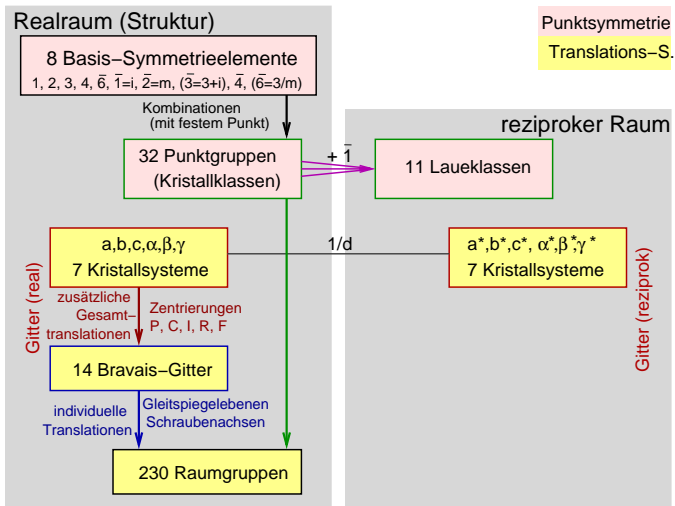 Realraum (Struktur)
Punktsymmetrie
Translations−S.
8 Basis−Symmetrieelemente
1, 2, 3, 4, 6̅, 1̅=i, 2̅=m, (3̅=3+i), 4̅, (6̅=3/m)
Kombinationen
(mit festem Punkt)
reziproker Raum
32 Punktgruppen
(Kristallklassen)
+ 1̅
11 Laueklassen
Gitter (real)
a,b,c,α,β,γ
7 Kristallsysteme
1/d
a*,b*,c*, α*,β*,γ*
7 Kristallsysteme
Gitter (reziprok)
zusätzliche
Gesamt−
translationen
Zentrierungen
P, C, I, R, F
14 Bravais−Gitter
individuelle
Translationen
Gleitspiegelebenen
Schraubenachsen
230 Raumgruppen